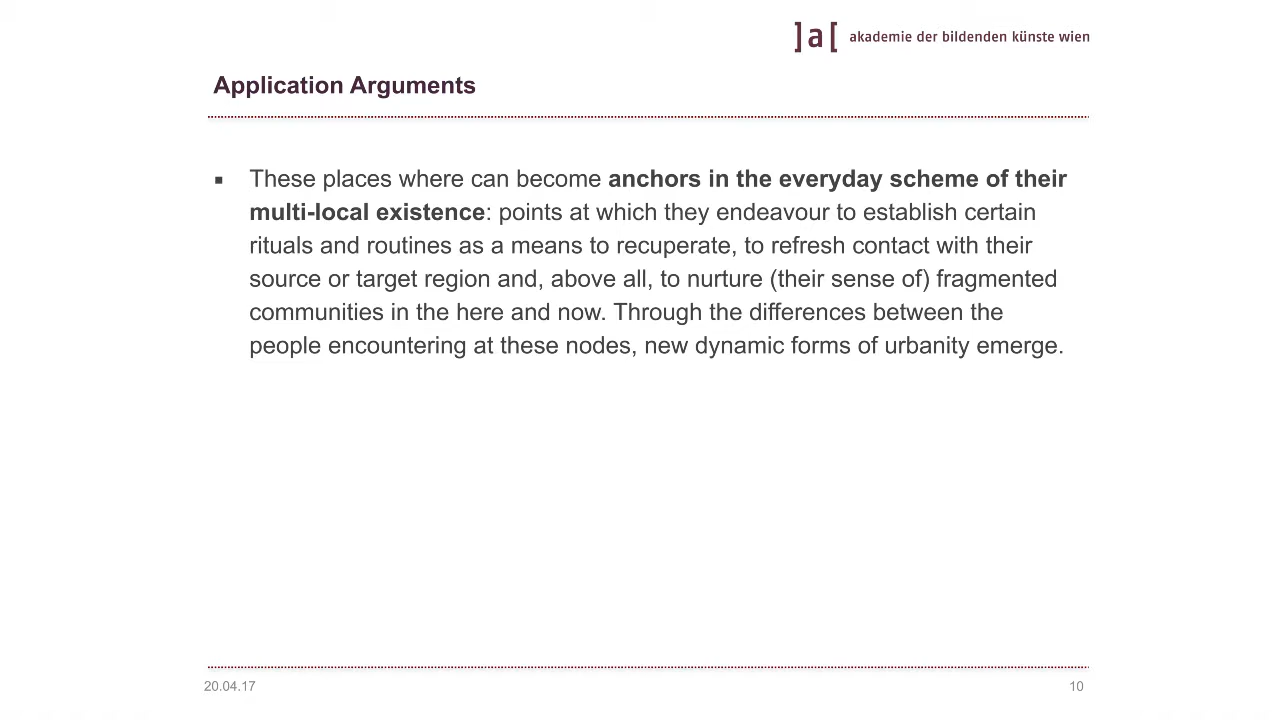 ]a[ akademie der bildenden künste wien
Application Arguments
▪ These places where can become anchors in the everyday scheme of their
multi-local existence: points at which they endeavour to establish certain
rituals and routines as a means to recuperate, to refresh contact with their
source or target region and, above all, to nurture (their sense of) fragmented
communities in the here and now. Through the differences between the
people encountering at these nodes, new dynamic forms of urbanity emerge.
20.04.17
10